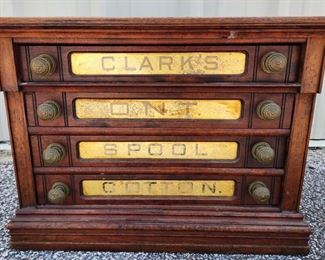 CLARK'S
O.N.T.
SPOOL
COTTON.